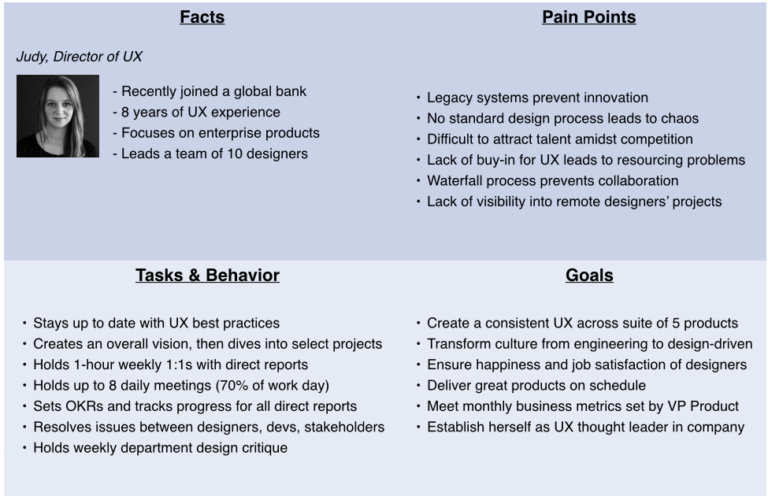 Facts
Judy, Director of UX
- Recently joined a global bank
- 8 years of UX experience
- Focuses on enterprise products
- Leads a team of 10 designers
Pain Points
• Legacy systems prevent innovation
• No standard design process leads to chaos
• Difficult to attract talent amidst competition
• Lack of buy-in for UX leads to resourcing problems
• Waterfall process prevents collaboration
• Lack of visibility into remote designers’ projects
Tasks & Behavior
• Stays up to date with UX best practices
• Creates an overall vision, then dives into select projects
• Holds 1-hour weekly 1:1s with direct reports
• Holds up to 8 daily meetings (70% of work day)
• Sets OKRs and tracks progress for all direct reports
• Resolves issues between designers, devs, stakeholders
• Holds weekly department design critique
Goals
• Create a consistent UX across suite of 5 products
• Transform culture from engineering to design-driven
• Ensure happiness and job satisfaction of designers
• Deliver great products on schedule
• Meet monthly business metrics set by VP Product
• Establish herself as UX thought leader in company